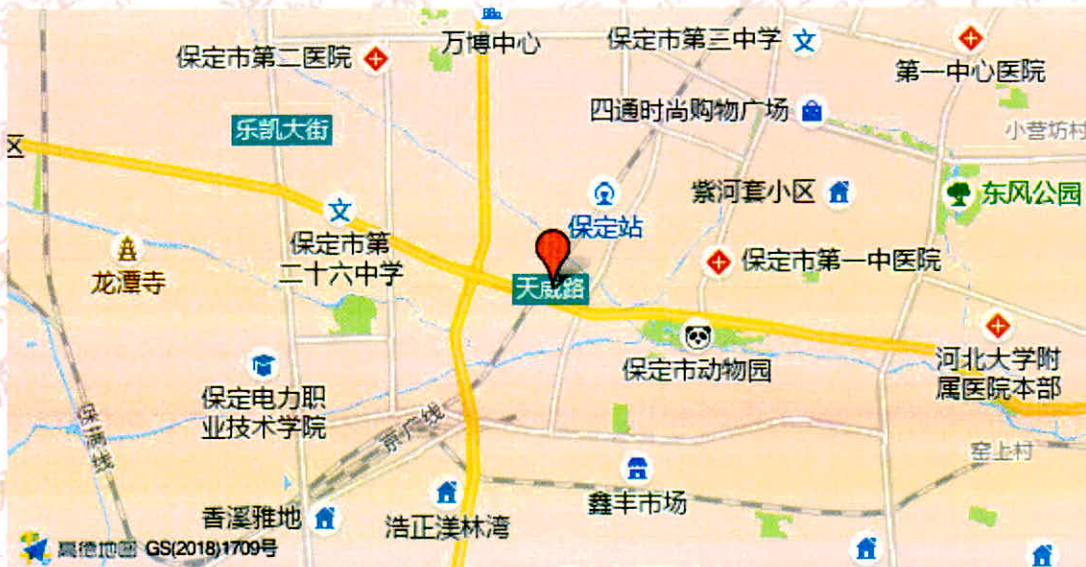 万博中心
保定市第三中学
保定市第二医院
第一中心医院
四通时尚购物广场
乐凯大街
小营坊村
区
紫河套小区
东风公园
保定站
保定市第
二十六中学
保定市第一中医院
龙潭寺
天威路
保定市动物园
河北大学附
属医院本部
保定电力职
业技术学院
保满线
京广线
窑上村
鑫丰市场
香溪雅地
浩正渼林湾
高德地图 GS(2018)1709号